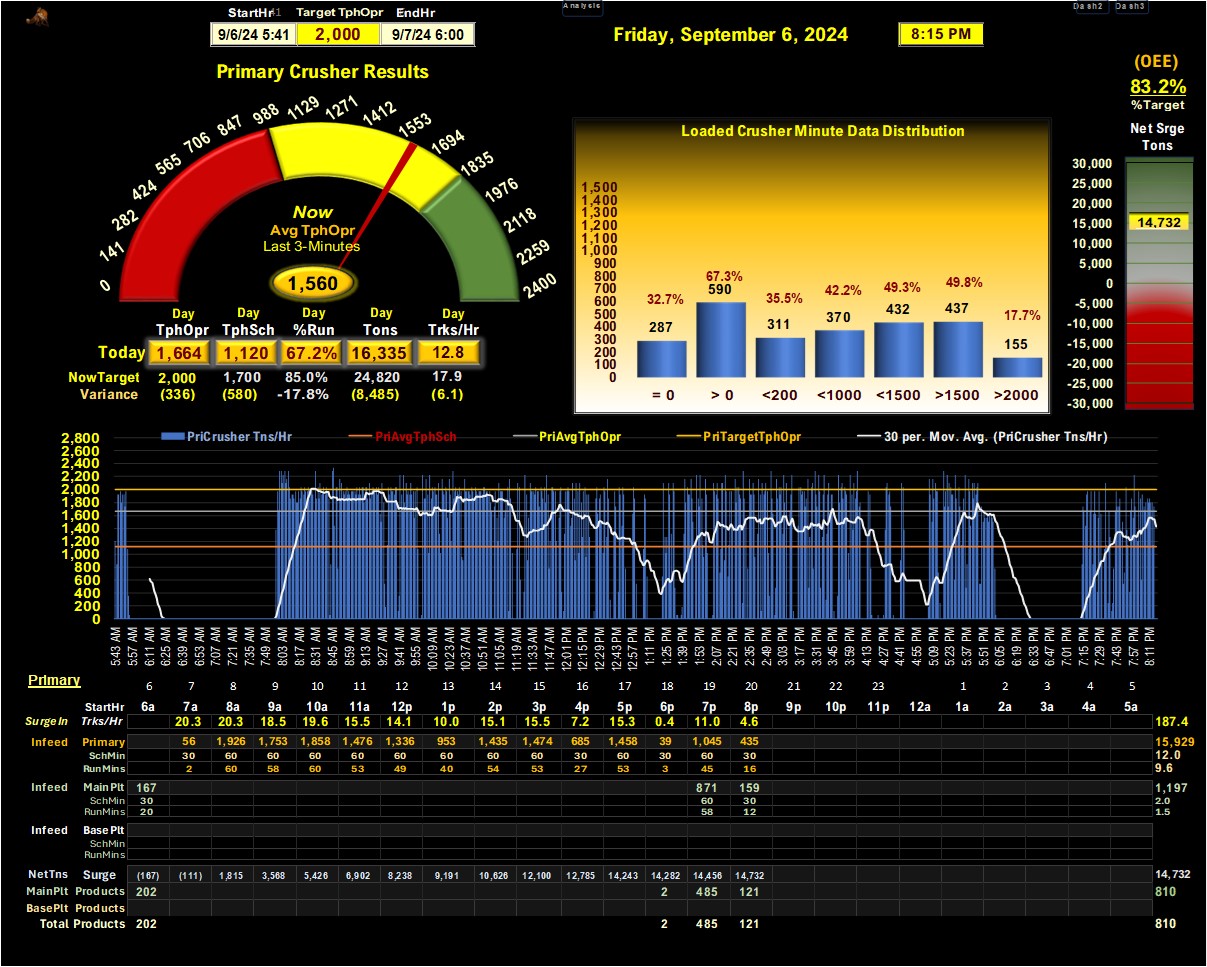 Analysis
Dash2 Dash3
StartHr Target TphOpr EndHr
9/6/24 5:41 2,000 9/7/24 6:00
Friday, September 6, 2024
8:15 PM
(OEE)
83.2%
%Target
Net Srge
Tons
Primary Crusher Results
0
141
282
424
565
706
847
988
1129
1271
1412
1553
1694
1835
1976
2118
2259
2400
Now
Avg TphOpr
Last 3-Minutes
1,560
Day Day Day Day Day
TphOpr TphSch %Run Tons Trks/Hr
Today 1,664 1,120 67.2% 16,335 12.8
NowTarget 2,000 1,700 85.0% 24,820 17.9
Variance (336) (580) -17.8% (8,485) (6.1)
Loaded Crusher Minute Data Distribution
1,500
1,400
1,300
1,200
1,100
1,000
900
800
700
600
500
400
300
200
100
0
32.7% 67.3% 35.5% 42.2% 49.3% 49.8% 17.7%
287 590 311 370 432 437 155
= 0 > 0 <200 <1000 <1500 >1500 >2000
30,000
25,000
20,000
15,000
14,732
10,000
5,000
0
-5,000
-10,000
-15,000
-20,000
-25,000
-30,000
PriCrusher Tns/Hr PriAvgTphSch PriAvgTphOpr PriTargetTphOpr 30 per. Mov. Avg. (PriCrusher Tns/Hr)
2,800
2,600
2,400
2,200
2,000
1,800
1,600
1,400
1,200
1,000
800
600
400
200
0
5:43 AM 5:57 AM 6:11 AM 6:25 AM 6:39 AM 6:53 AM 7:07 AM 7:21 AM 7:35 AM 7:49 AM 8:03 AM 8:17 AM 8:31 AM 8:45 AM 8:59 AM 9:13 AM 9:27 AM 9:41 AM 9:55 AM 10:09 AM 10:23 AM 10:37 AM 10:51 AM 11:05 AM 11:19 AM 11:33 AM 11:47 AM 12:01 PM 12:15 PM 12:29 PM 12:43 PM 12:57 PM 1:11 PM 1:25 PM 1:39 PM 1:53 PM 2:07 PM 2:21 PM 2:35 PM 2:49 PM 3:03 PM 3:17 PM 3:31 PM 3:45 PM 3:59 PM 4:13 PM 4:27 PM 4:41 PM 4:55 PM 5:09 PM 5:23 PM 5:37 PM 5:51 PM 6:05 PM 6:19 PM 6:33 PM 6:47 PM 7:01 PM 7:15 PM 7:29 PM 7:43 PM 7:57 PM 8:11 PM
Primary
6 7 8 9 10 11 12 13 14 15 16 17 18 19 20 21 22 23 1 2 3 4 5
StartHr 6a 7a 8a 9a 10a 11a 12p 1p 2p 3p 4p 5p 6p 7p 8p 9p 10p 11p 12a 1a 2a 3a 4a 5a
SurgeIn Trks/Hr 20.3 20.3 18.5 19.6 15.5 14.1 10.0 15.1 15.5 7.2 15.3 0.4 11.0 4.6 187.4
Infeed Primary 56 1,926 1,753 1,858 1,476 1,336 953 1,435 1,474 685 1,458 39 1,045 435 15,929
SchMin 30 60 60 60 60 60 60 60 60 60 60 30 60 30 12.0
RunMins 2 60 58 60 53 49 40 54 53 27 53 3 45 16 9.6
Infeed MainPlt 167 871 159 1,197
SchMin 30 60 30 2.0
RunMins 20 58 12 1.5
Infeed BasePlt
SchMin
RunMins
NetTns Surge (167) (111) 1,815 3,568 5,426 6,902 8,238 9,191 10,626 12,100 12,785 14,243 14,282 14,456 14,732 14,732
MainPlt Products 202 2 485 121 810
BasePlt Products
Total Products 202 2 485 121 810